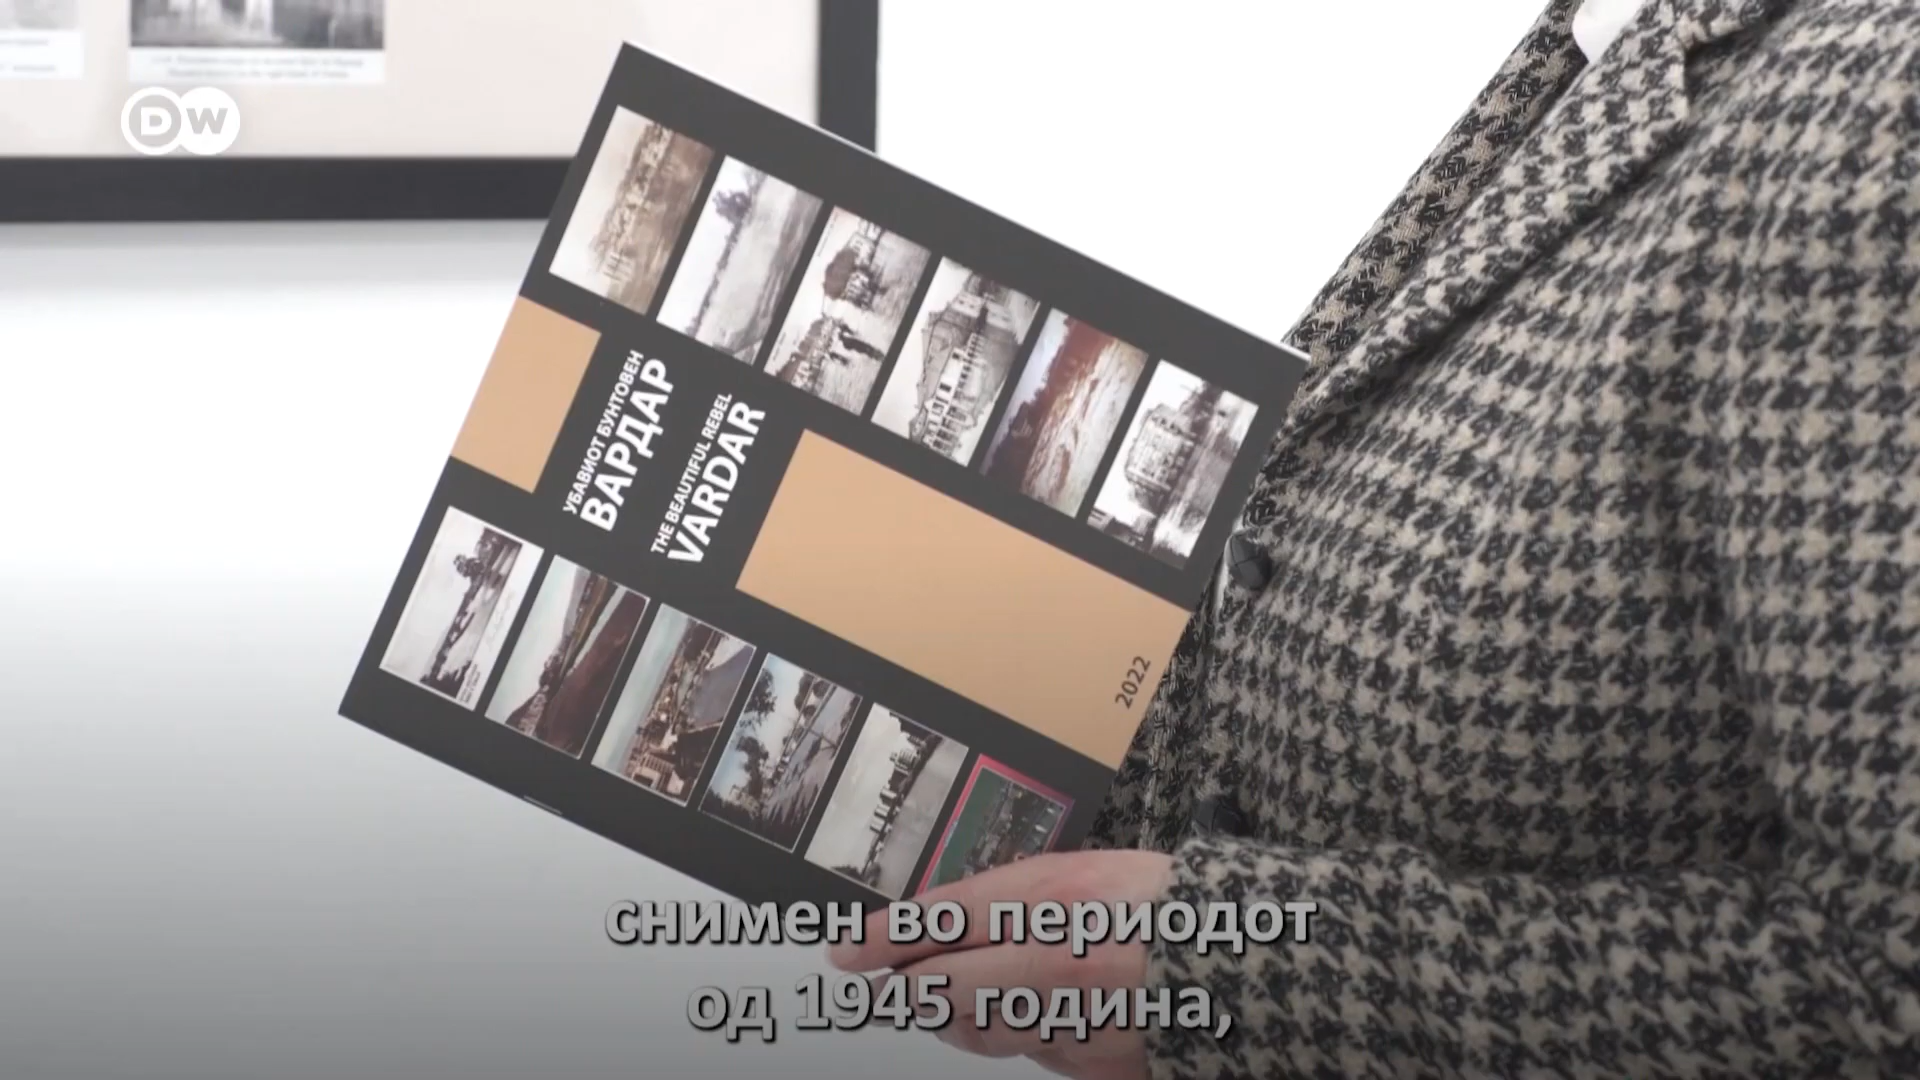 DW
УБАВИОТ БУНТОВЕН
ВАРДАР
THE BEAUTIFUL REBEL
VARDAR
2022
снимен во периодот
од 1945 година,